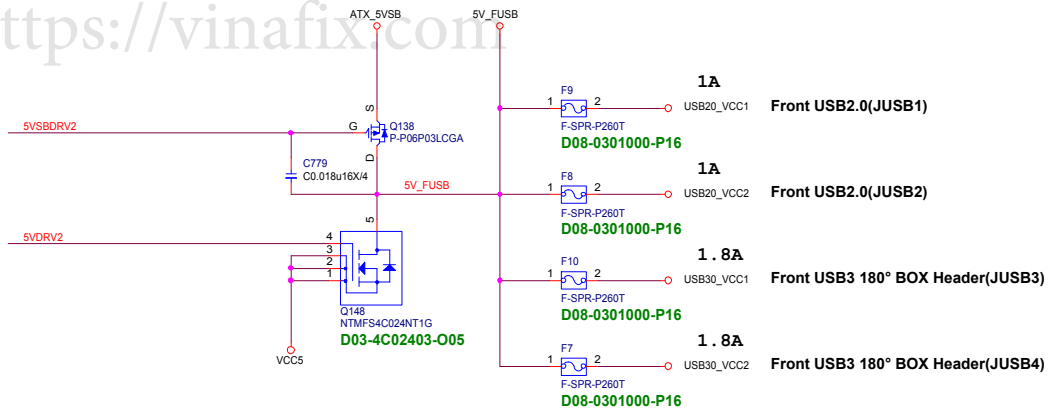 ttps://vinafix.com
ATX_5VSB
5V_FUSB
1A
F9
1
2
USB20_VCC1
Front USB2.0(JUSB1)
F-SPR-P260T
D08-0301000-P16
5VSBDRV2
S
G
Q138
P-P06P03LCGA
D
C779
C0.018u16X/4
5V_FUSB
1A
F8
1
2
USB20_VCC2
Front USB2.0(JUSB2)
F-SPR-P260T
D08-0301000-P16
5VDRV2
5
4
3
2
1
Q148
NTMFS4C024NT1G
D03-4C02403-O05
VCC5
1.8A
F10
1
2
USB30_VCC1
Front USB3 180° BOX Header(JUSB3)
F-SPR-P260T
D08-0301000-P16
1.8A
F7
1
2
USB30_VCC2
Front USB3 180° BOX Header(JUSB4)
F-SPR-P260T
D08-0301000-P16